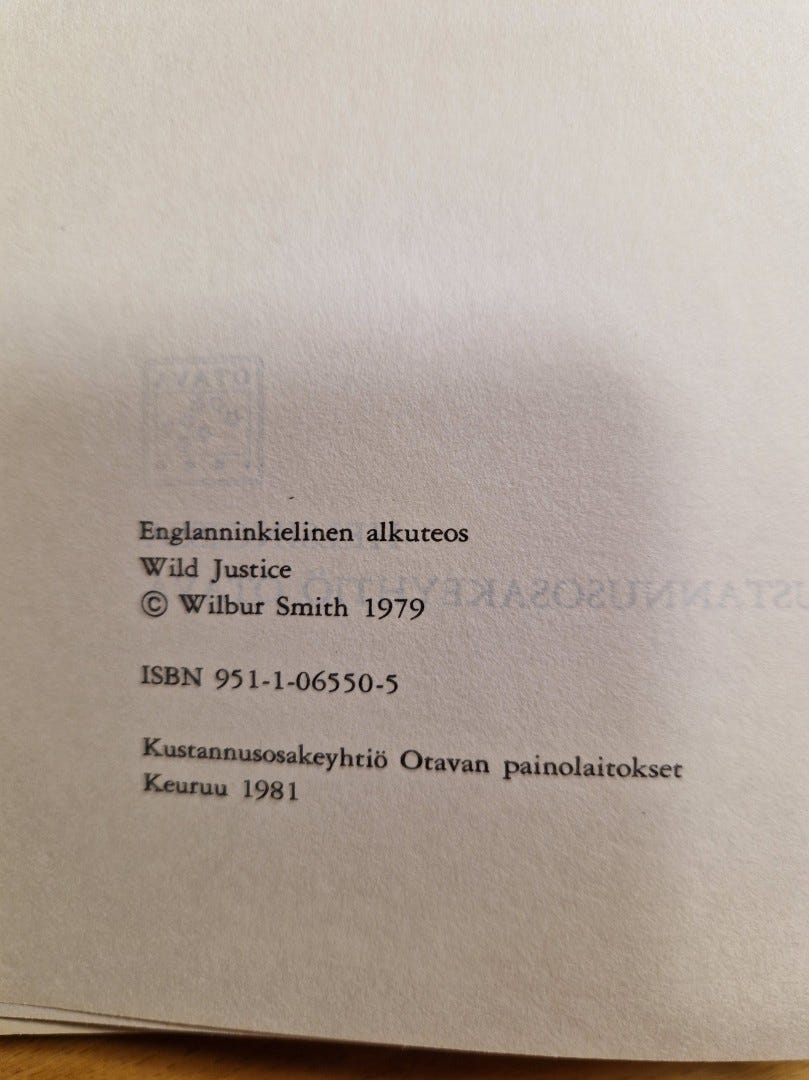 Englanninkielinen alkuteos
Wild Justice
© Wilbur Smith 1979
ISBN 951-1-06550-5
Kustannusosakeyhtiö Otavan painolaitokset
Keuruu 1981